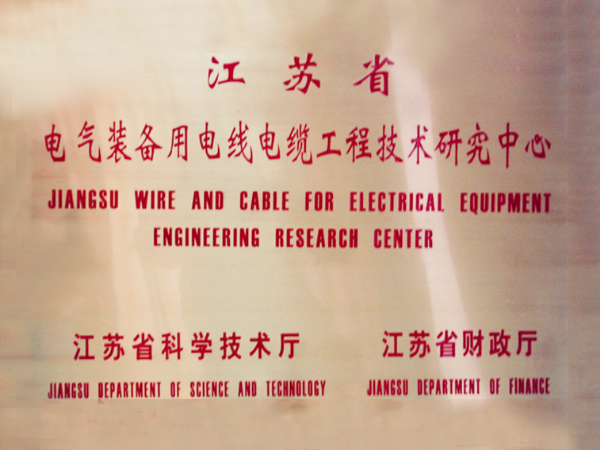 江苏省
电气装备用电线电缆工程技术研究中心
JIANGSU WIRE AND CABLE FOR ELECTRICAL EQUIPMENT
ENGINEERING RESEARCH CENTER
江苏省科学技术厅 江苏省财政厅
JIANGSU DEPARTMENT OF SCIENCE AND TECHNOLOGY JIANGSU DEPARTMENT OF FINANCE